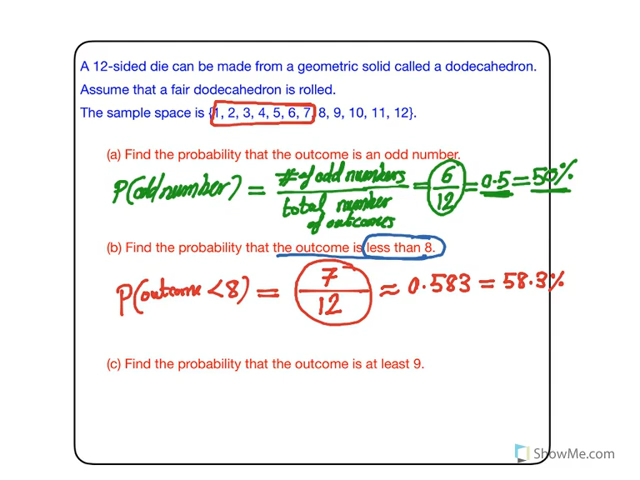 A 12-sided die can be made from a geometric solid called a dodecahedron.
Assume that a fair dodecahedron is rolled.
The sample space is {1, 2, 3, 4, 5, 6, 7, 8, 9, 10, 11, 12}.
(a) Find the probability that the outcome is an odd number.
P(odd number) = # of odd numbers / total number of outcomes = 6/12 = 0.5 = 50%
(b) Find the probability that the outcome is less than 8.
P(outcome < 8) = 7/12 ≈ 0.583 = 58.3%
(c) Find the probability that the outcome is at least 9.
ShowMe.com